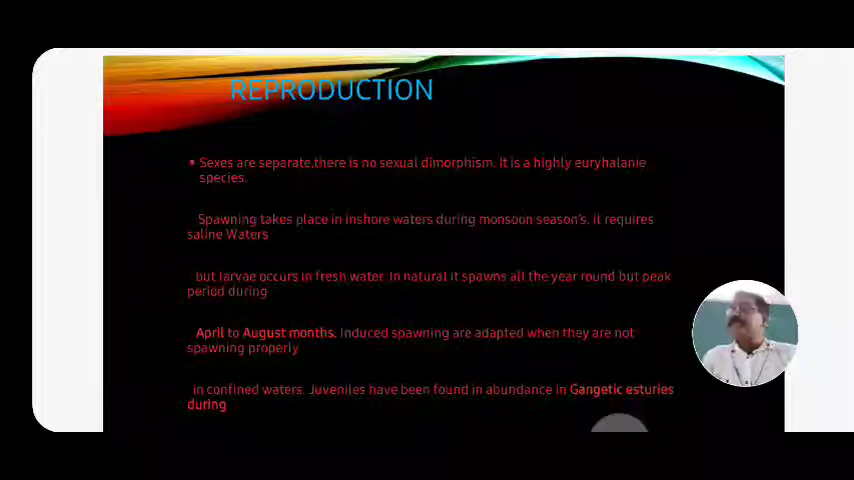 REPRODUCTION
▪ Sexes are separate,there is no sexual dimorphism. It is a highly euryhalanie
species.
Spawning takes place in inshore waters during monsoon season's. it requires
saline Waters
but larvae occurs in fresh water. In natural it spawns all the year round but peak
period during
April to August months. Induced spawning are adapted when they are not
spawning properly
in confined waters. Juveniles have been found in abundance in Gangetic esturies
during